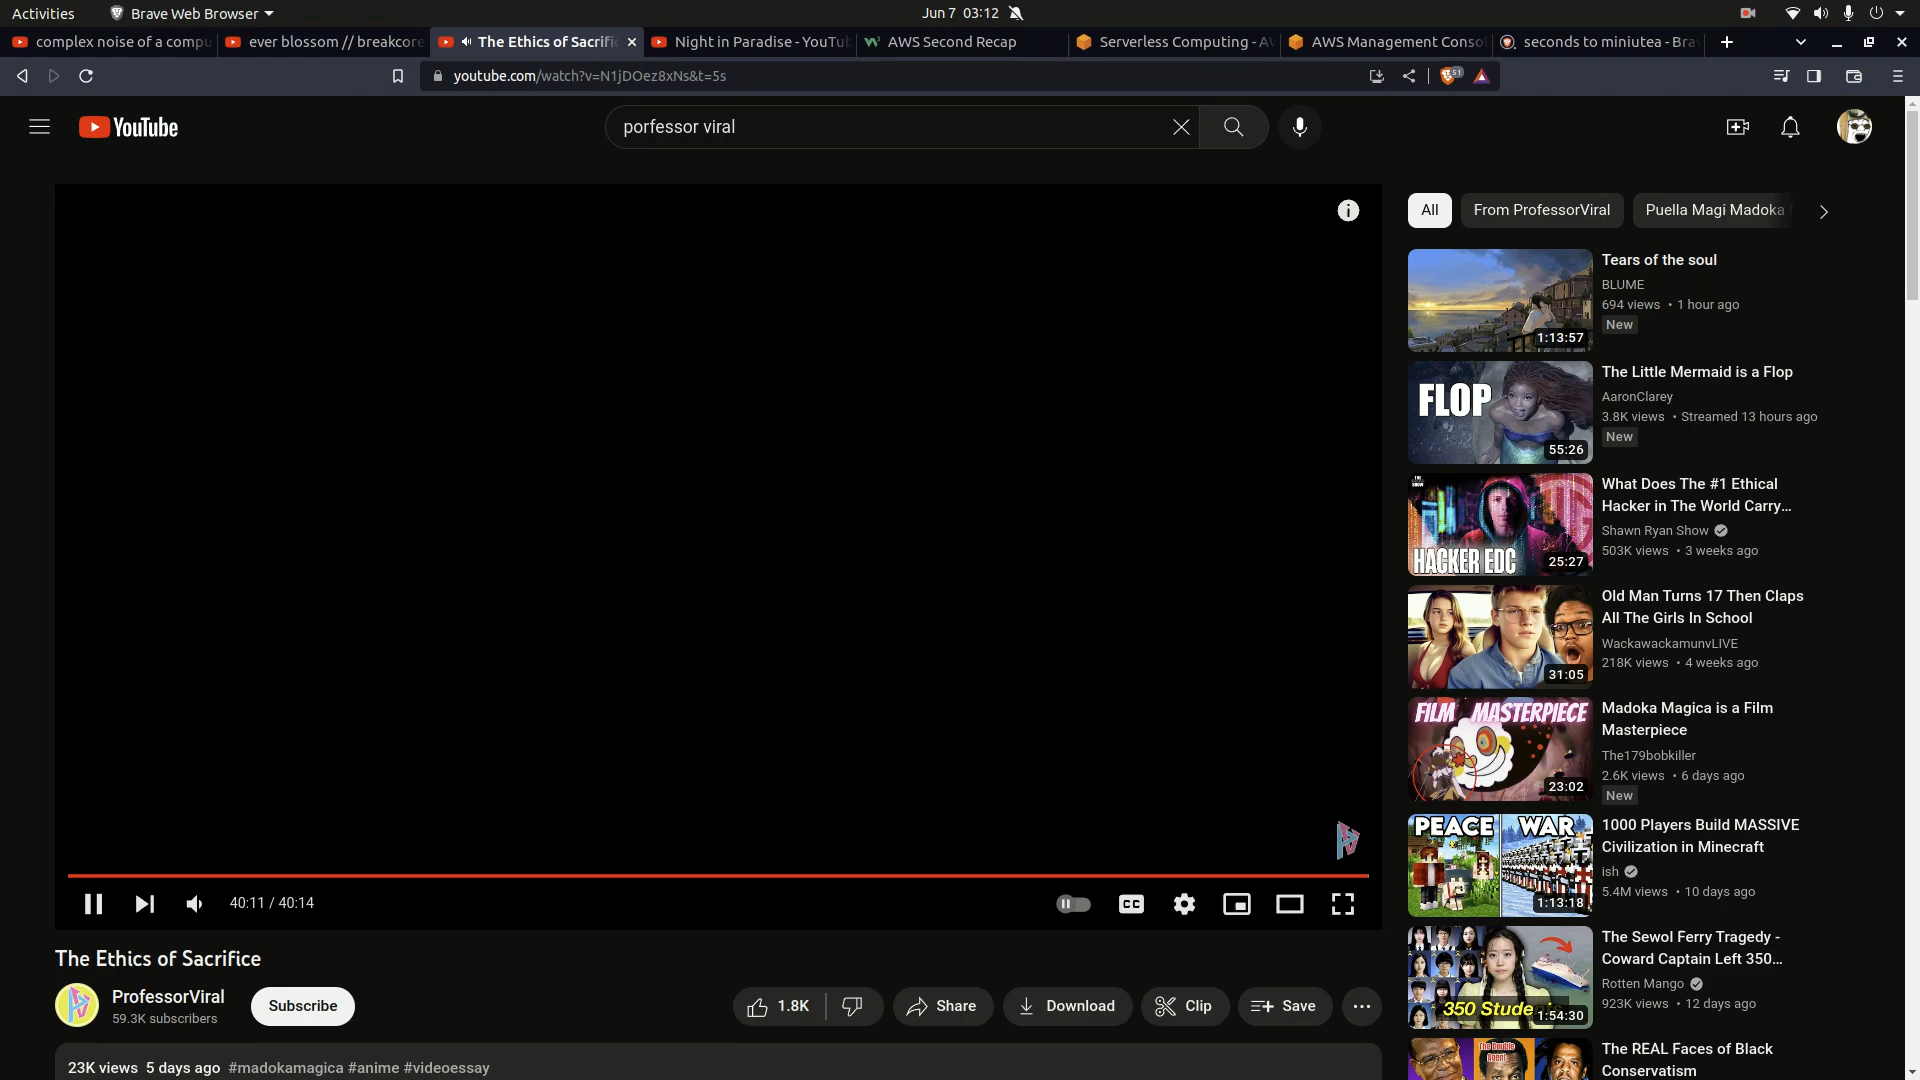 Activities
Brave Web Browser
Jun 7 03:12
complex noise of a compu
ever blossom // breakcore
The Ethics of Sacrific
Night in Paradise - YouTub
AWS Second Recap
Serverless Computing - AW
AWS Management Consol
seconds to miniutea - Brav
youtube.com/watch?v=N1jDOez8xNs&t=5s
51
YouTube
porfessor viral
All
From ProfessorViral
Puella Magi Madoka
Tears of the soul
BLUME
694 views • 1 hour ago
New
1:13:57
FLOP
55:26
The Little Mermaid is a Flop
AaronClarey
3.8K views • Streamed 13 hours ago
New
HACKER EDC
25:27
What Does The #1 Ethical
Hacker in The World Carry...
Shawn Ryan Show
503K views • 3 weeks ago
31:05
Old Man Turns 17 Then Claps
All The Girls In School
WackawackamunvLIVE
218K views • 4 weeks ago
FILM MASTERPIECE
23:02
Madoka Magica is a Film
Masterpiece
The179bobkiller
2.6K views • 6 days ago
New
PEACE WAR
1:13:18
1000 Players Build MASSIVE
Civilization in Minecraft
ish
5.4M views • 10 days ago
350 Stude
1:54:30
The Sewol Ferry Tragedy -
Coward Captain Left 350...
Rotten Mango
923K views • 12 days ago
The Double
Agent
The REAL Faces of Black
Conservatism
40:11 / 40:14
CC
The Ethics of Sacrifice
ProfessorViral
59.3K subscribers
Subscribe
1.8K
Share
Download
Clip
Save
23K views 5 days ago #madokamagica #anime #videoessay